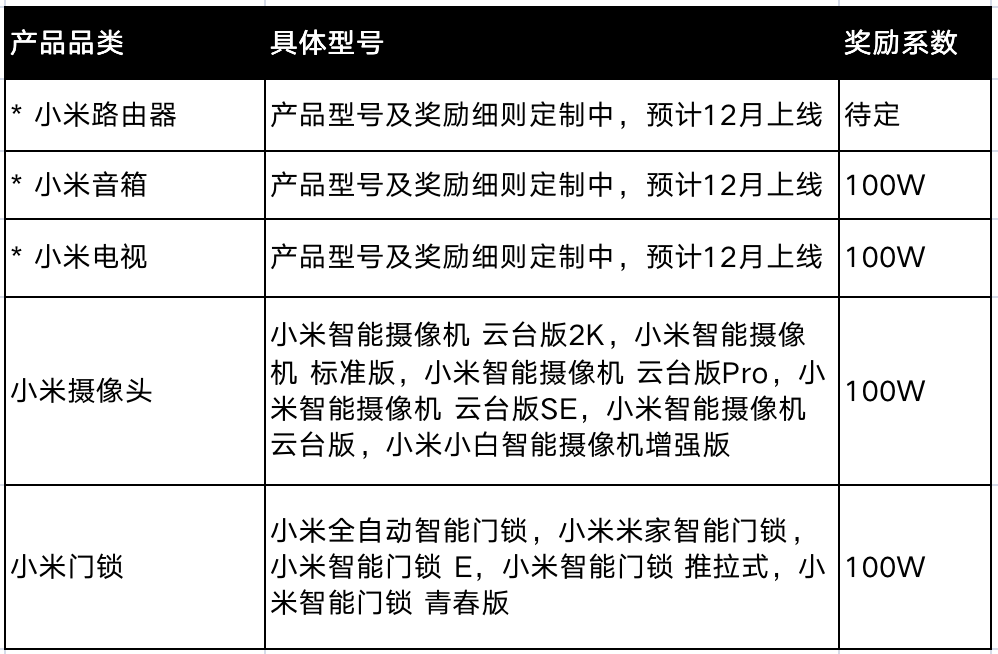 产品品类 具体型号 奖励系数
* 小米路由器 产品型号及奖励细则定制中，预计12月上线 待定
* 小米音箱 产品型号及奖励细则定制中，预计12月上线 100W
* 小米电视 产品型号及奖励细则定制中，预计12月上线 100W
小米摄像头
小米智能摄像机 云台版2K，小米智能摄像
机 标准版，小米智能摄像机 云台版Pro，小
米智能摄像机 云台版SE，小米智能摄像机
云台版，小米小白智能摄像机增强版
100W
小米门锁
小米全自动智能门锁，小米米家智能门锁，
小米智能门锁 E，小米智能门锁 推拉式，小
米智能门锁 青春版
100W